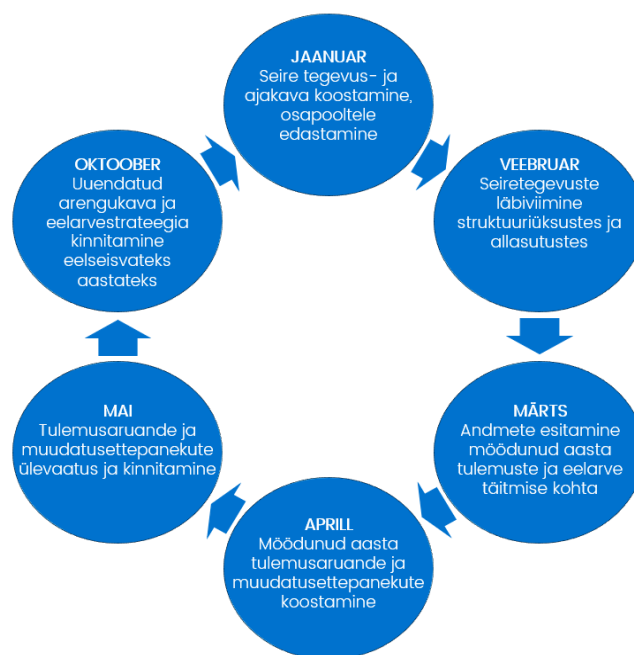 JAANUAR
Seire tegevus- ja
ajakava koostamine,
osapooltele
edastamine
VEEBRUAR
Seiretegevuste
läbiviimine
struktuuriüksustes ja
allasutustes
MÄRTS
Andmete esitamine
möödunud aasta
tulemuste ja eelarve
täitmise kohta
APRILL
Möödunud aasta
tulemusaruande ja
muudatusettepanekute
koostamine
MAI
Tulemusaruande ja
muudatusettepanekute
ülevaatus ja kinnitamine
OKTOOBER
Uuendatud
arengukava ja
eelarvestrateegia
kinnitamine
eelseisvateks
aastateks